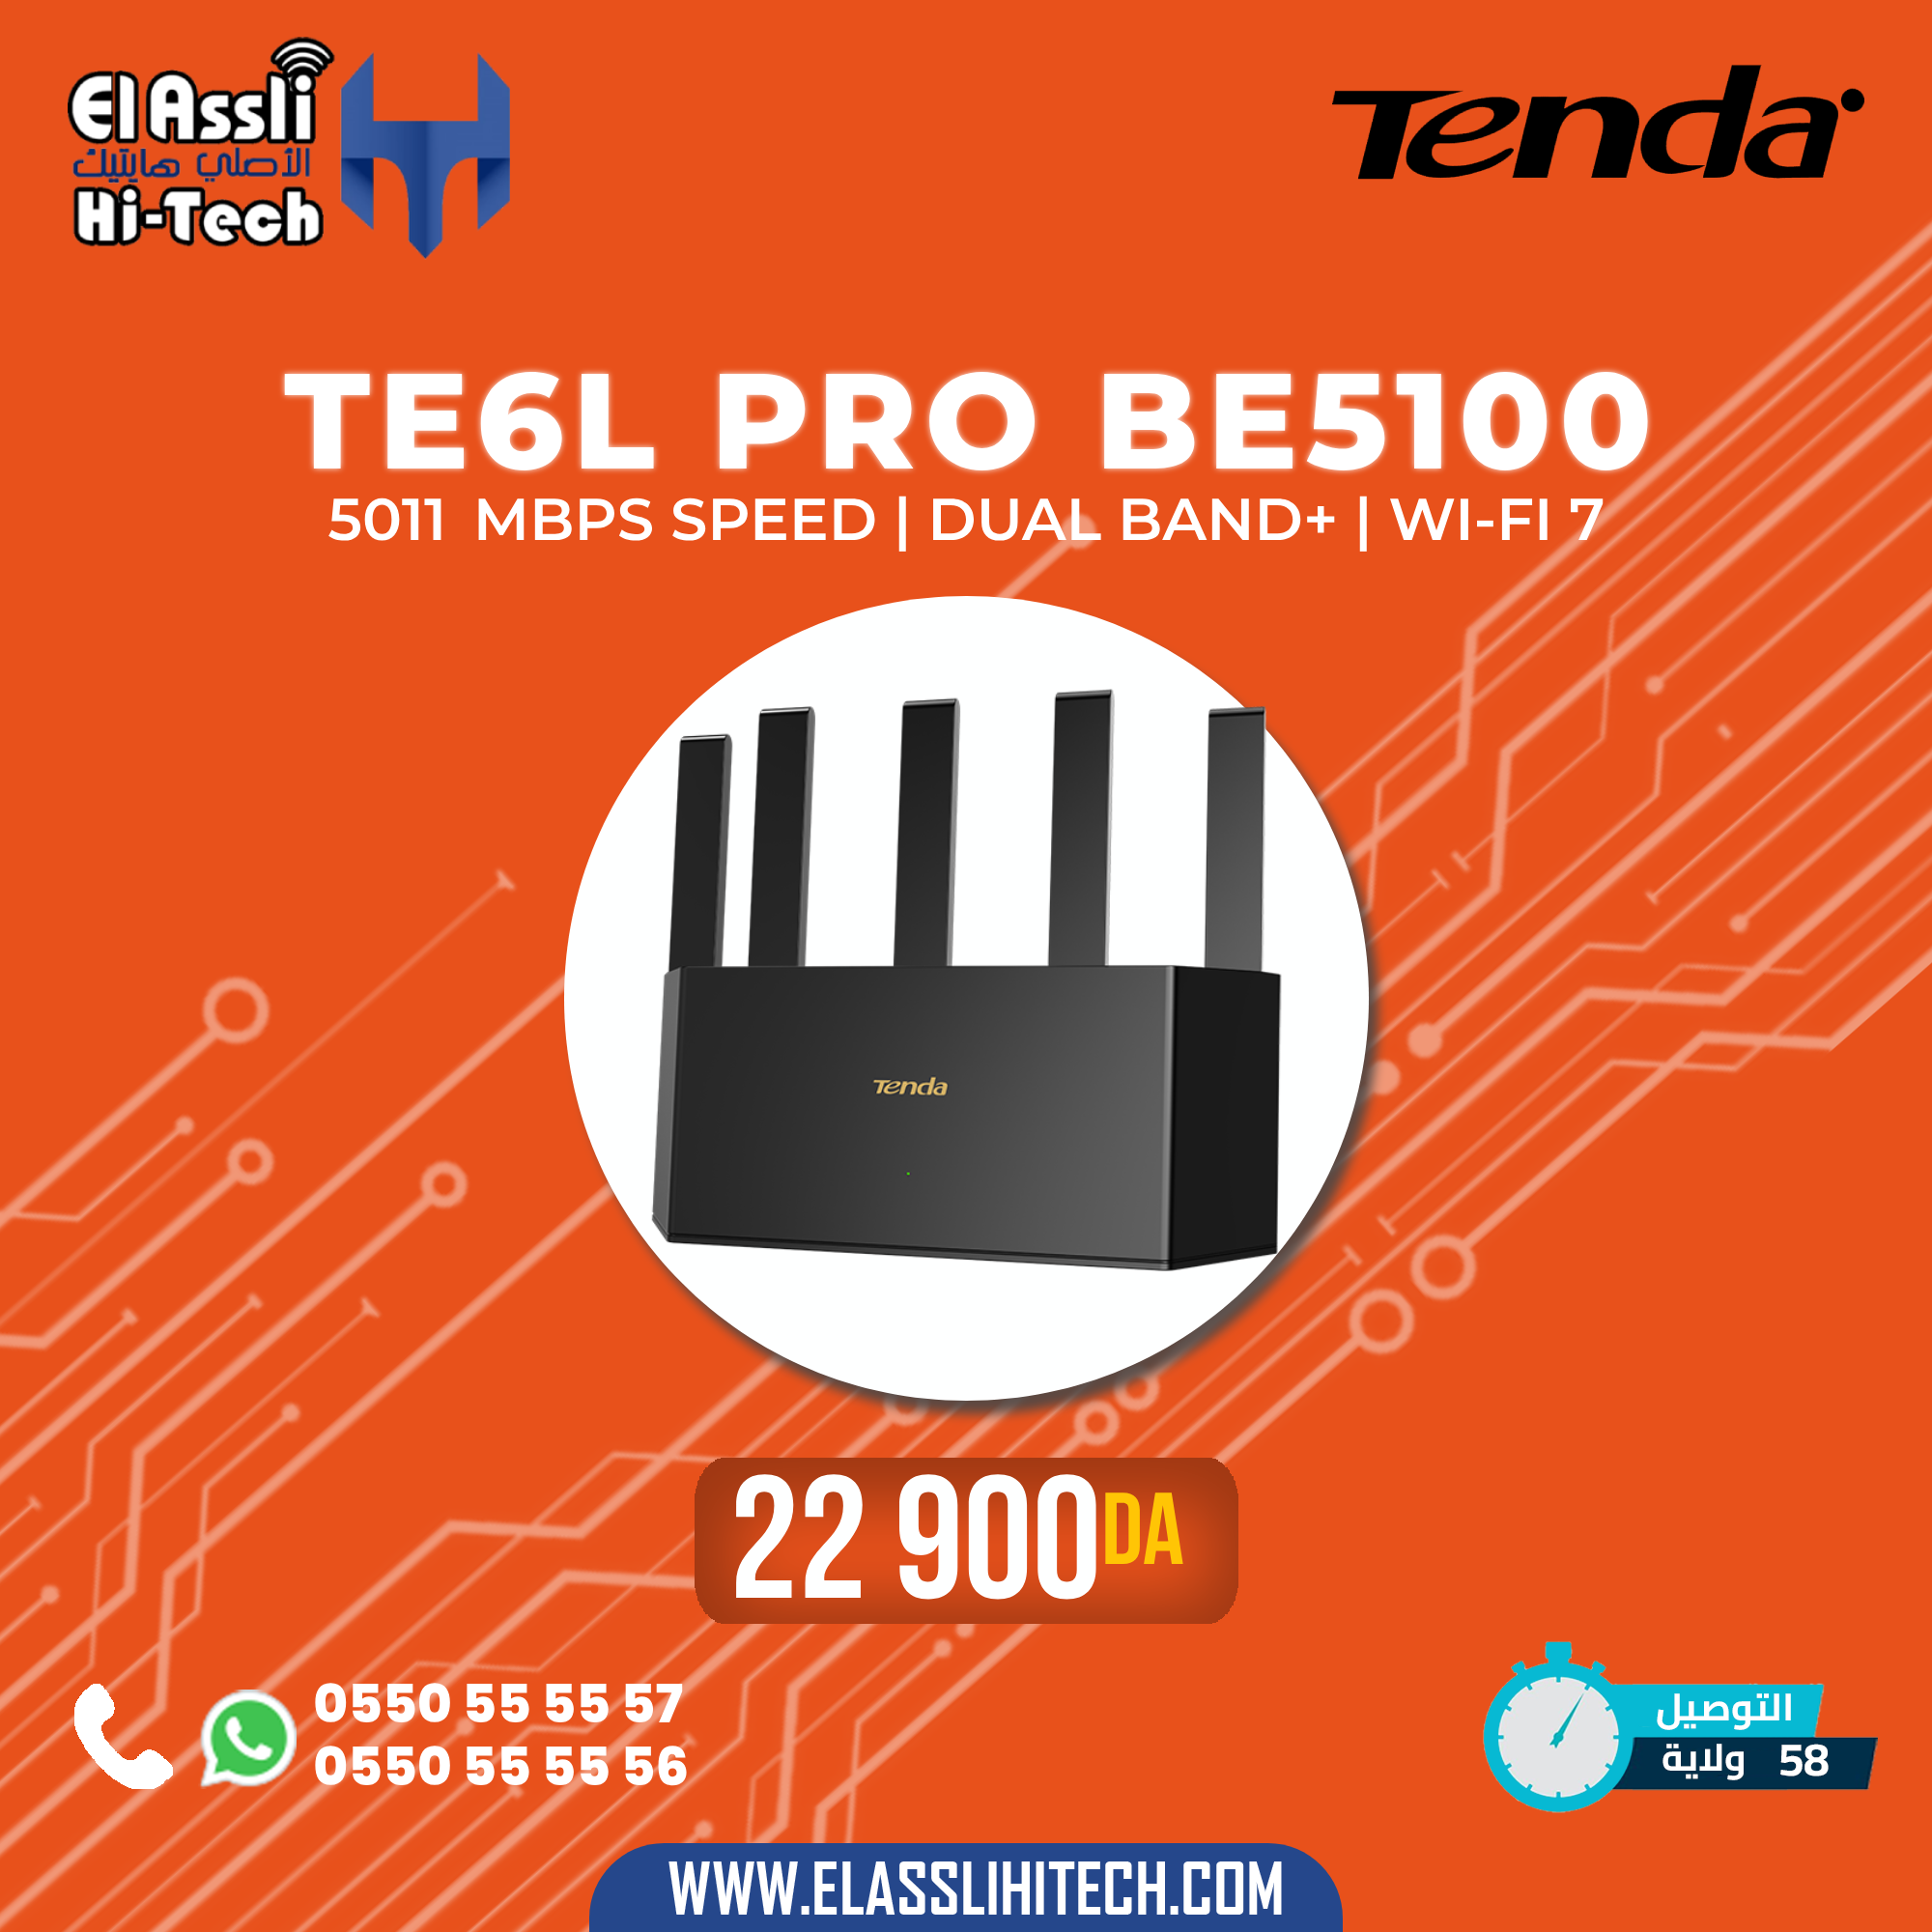 El Assli
الأصلي هايتيك
Hi-Tech
Tenda
TE6L PRO BE5100
5011 MBPS SPEED | DUAL BAND+ | WI-FI 7
Tenda
22 900DA
0550 55 55 57
0550 55 55 56
التوصيل
58 ولاية
WWW.ELASSLIHITECH.COM